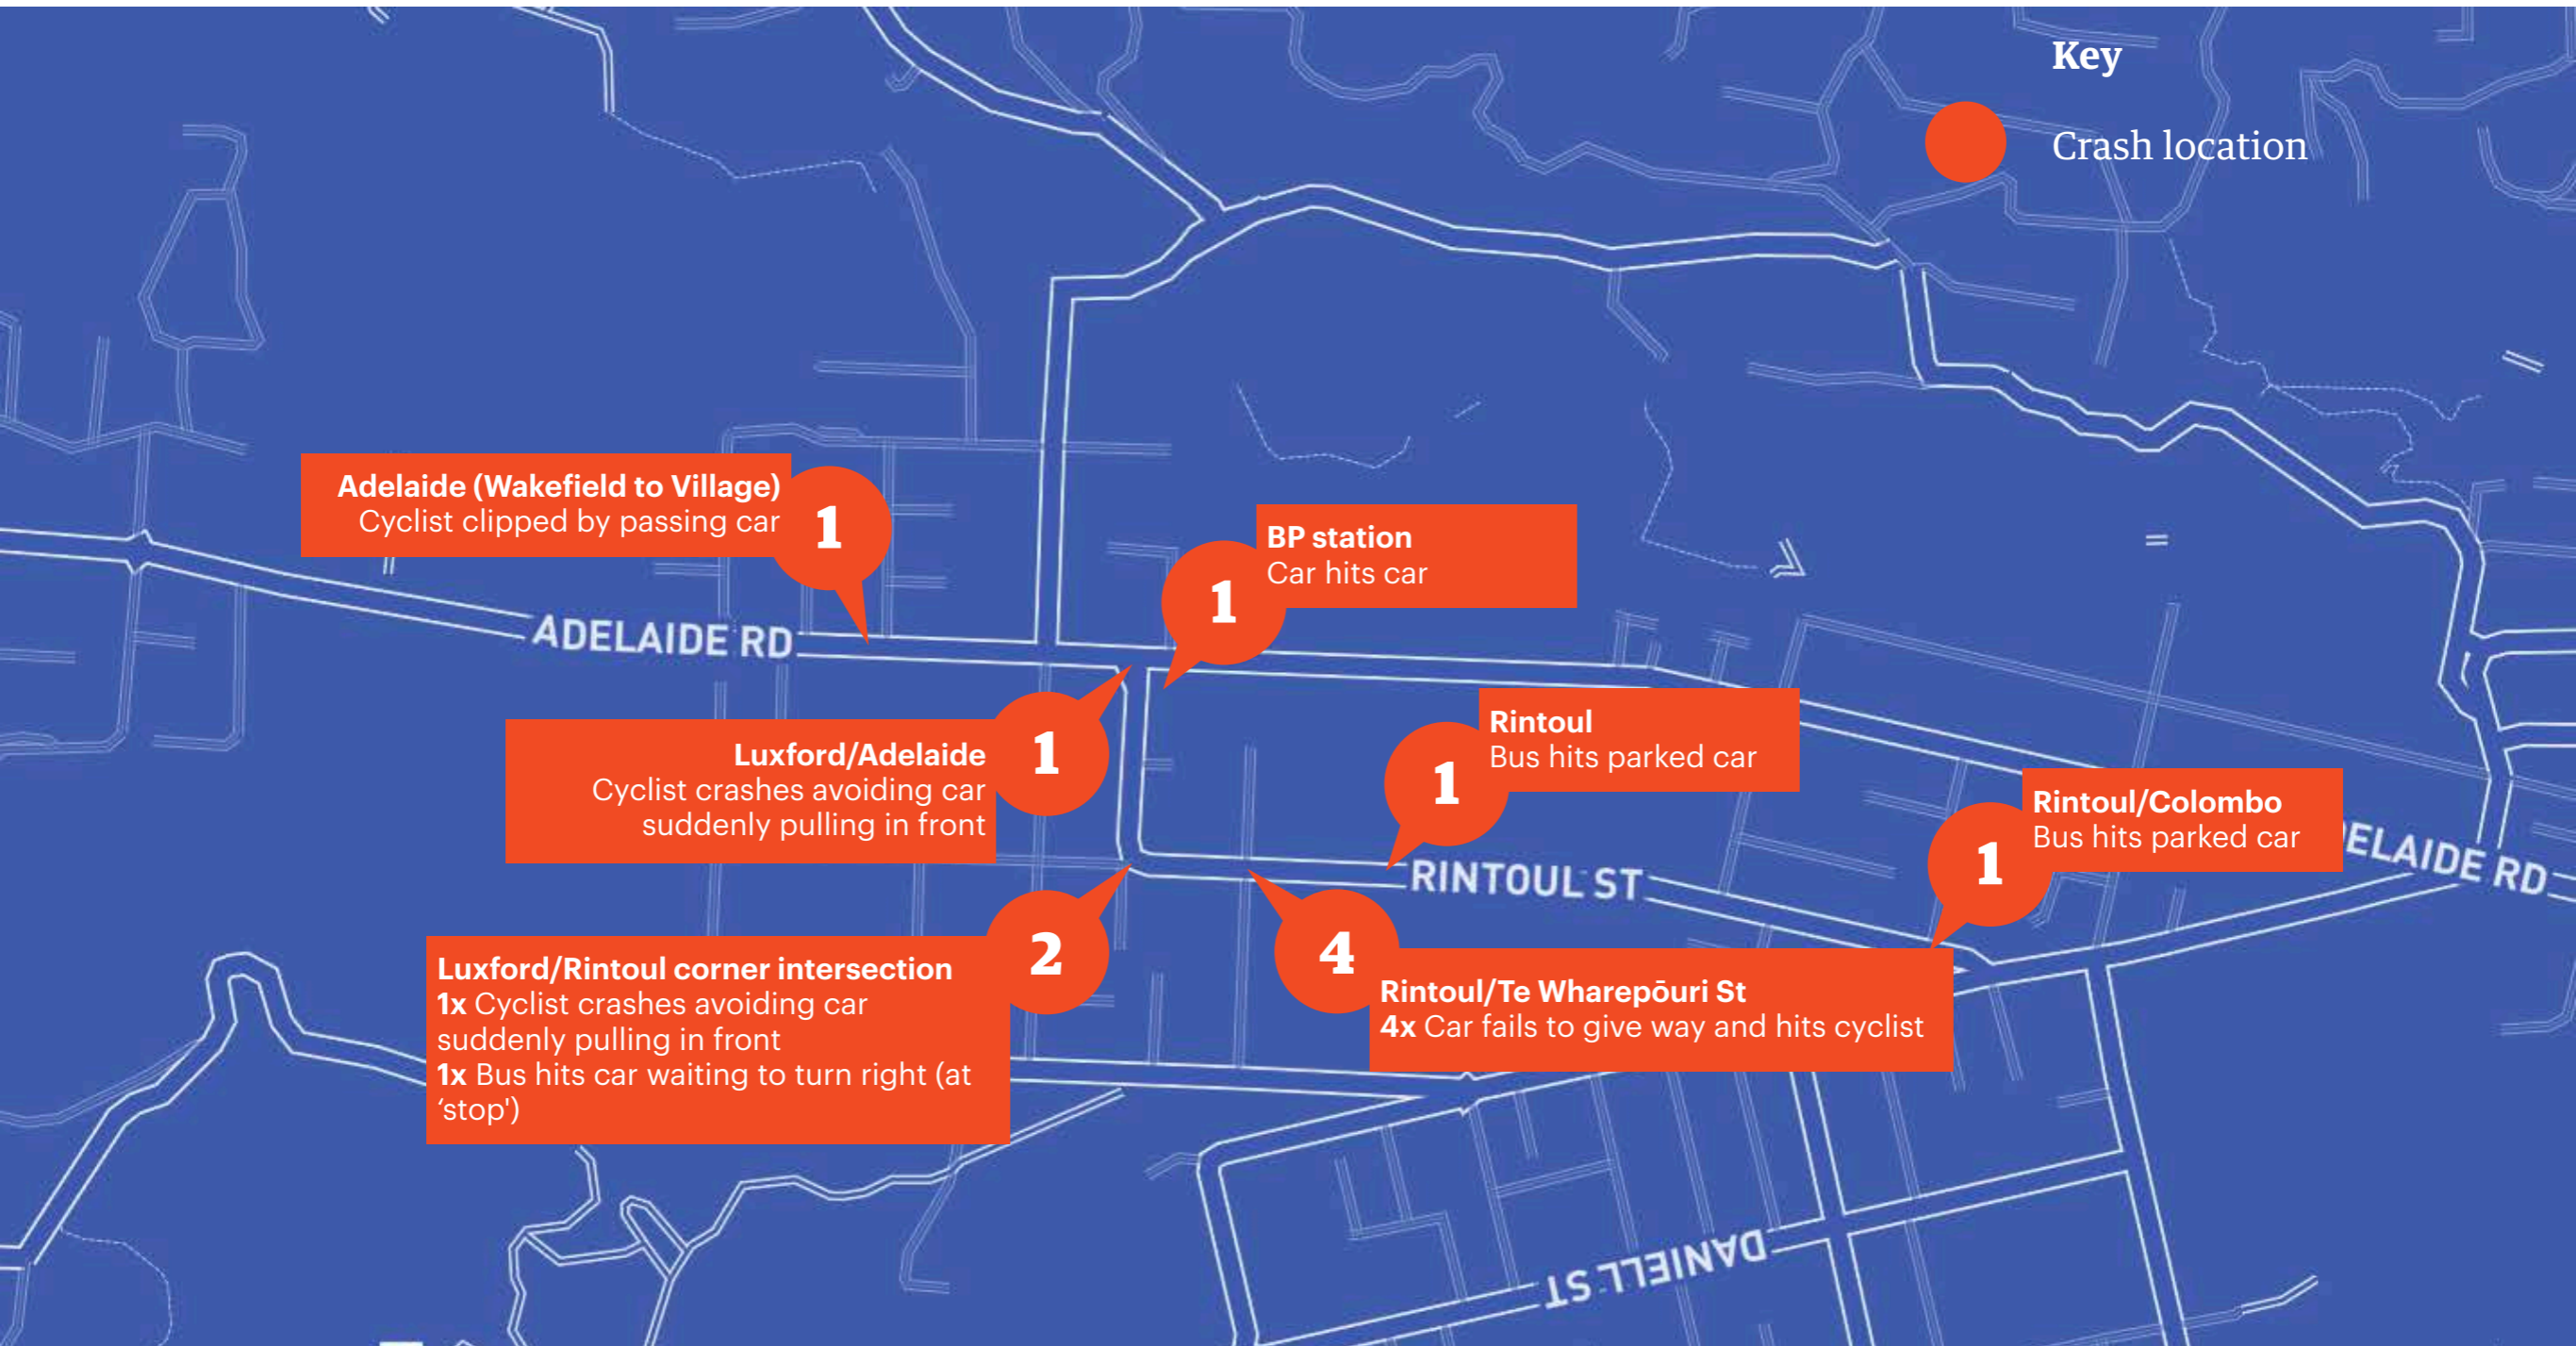 Key
Crash location
Adelaide (Wakefield to Village)
Cyclist clipped by passing car
1
BP station
Car hits car
1
ADELAIDE RD
Luxford/Adelaide
Cyclist crashes avoiding car
suddenly pulling in front
1
Rintoul
Bus hits parked car
1
Rintoul/Colombo
Bus hits parked car
1
ELAIDE RD
RINTOUL ST
Luxford/Rintoul corner intersection
1x Cyclist crashes avoiding car
suddenly pulling in front
1x Bus hits car waiting to turn right (at
‘stop')
2
4
Rintoul/Te Wharepōuri St
4x Car fails to give way and hits cyclist
DANIELL ST